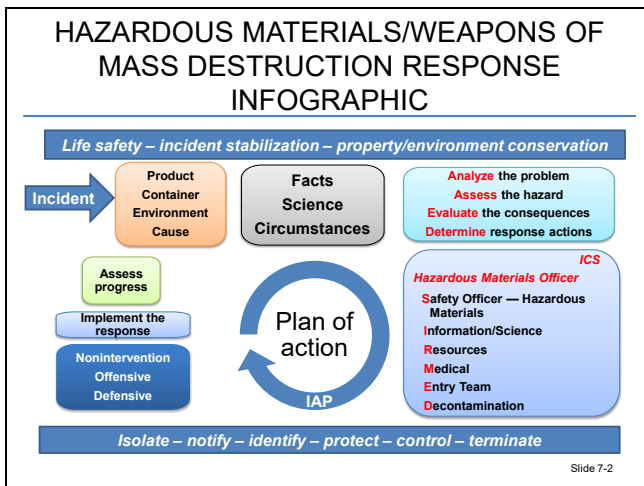 HAZARDOUS MATERIALS/WEAPONS OF
MASS DESTRUCTION RESPONSE
INFOGRAPHIC
Life safety – incident stabilization – property/environment conservation
Incident
Product
Container
Environment
Cause
Facts
Science
Circumstances
Analyze the problem
Assess the hazard
Evaluate the consequences
Determine response actions
Assess
progress
Implement the
response
Nonintervention
Offensive
Defensive
Plan of
action
IAP
ICS
Hazardous Materials Officer
Safety Officer — Hazardous
Materials
Information/Science
Resources
Medical
Entry Team
Decontamination
Isolate – notify – identify – protect – control – terminate
Slide 7-2